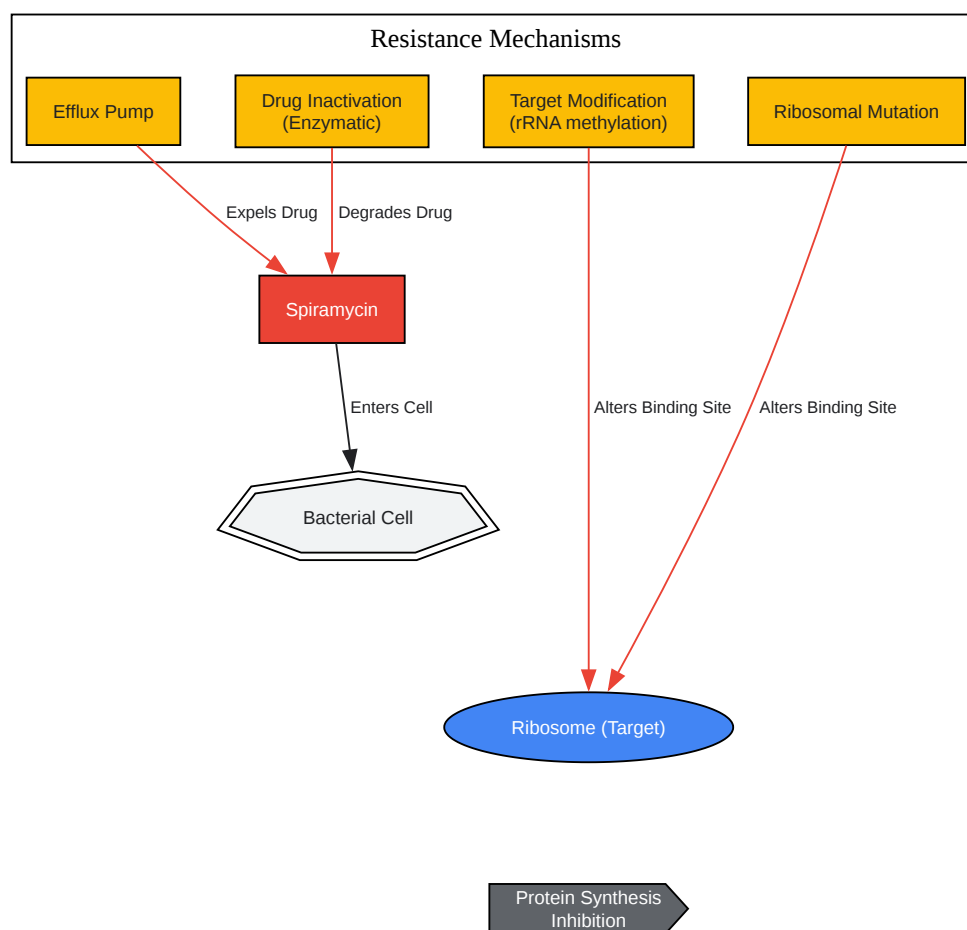 Resistance Mechanisms
Efflux Pump
Drug Inactivation
(Enzymatic)
Target Modification
(rRNA methylation)
Ribosomal Mutation
Expels Drug
Degrades Drug
Spiramycin
Enters Cell
Alters Binding Site
Alters Binding Site
Bacterial Cell
Ribosome (Target)
Protein Synthesis
Inhibition